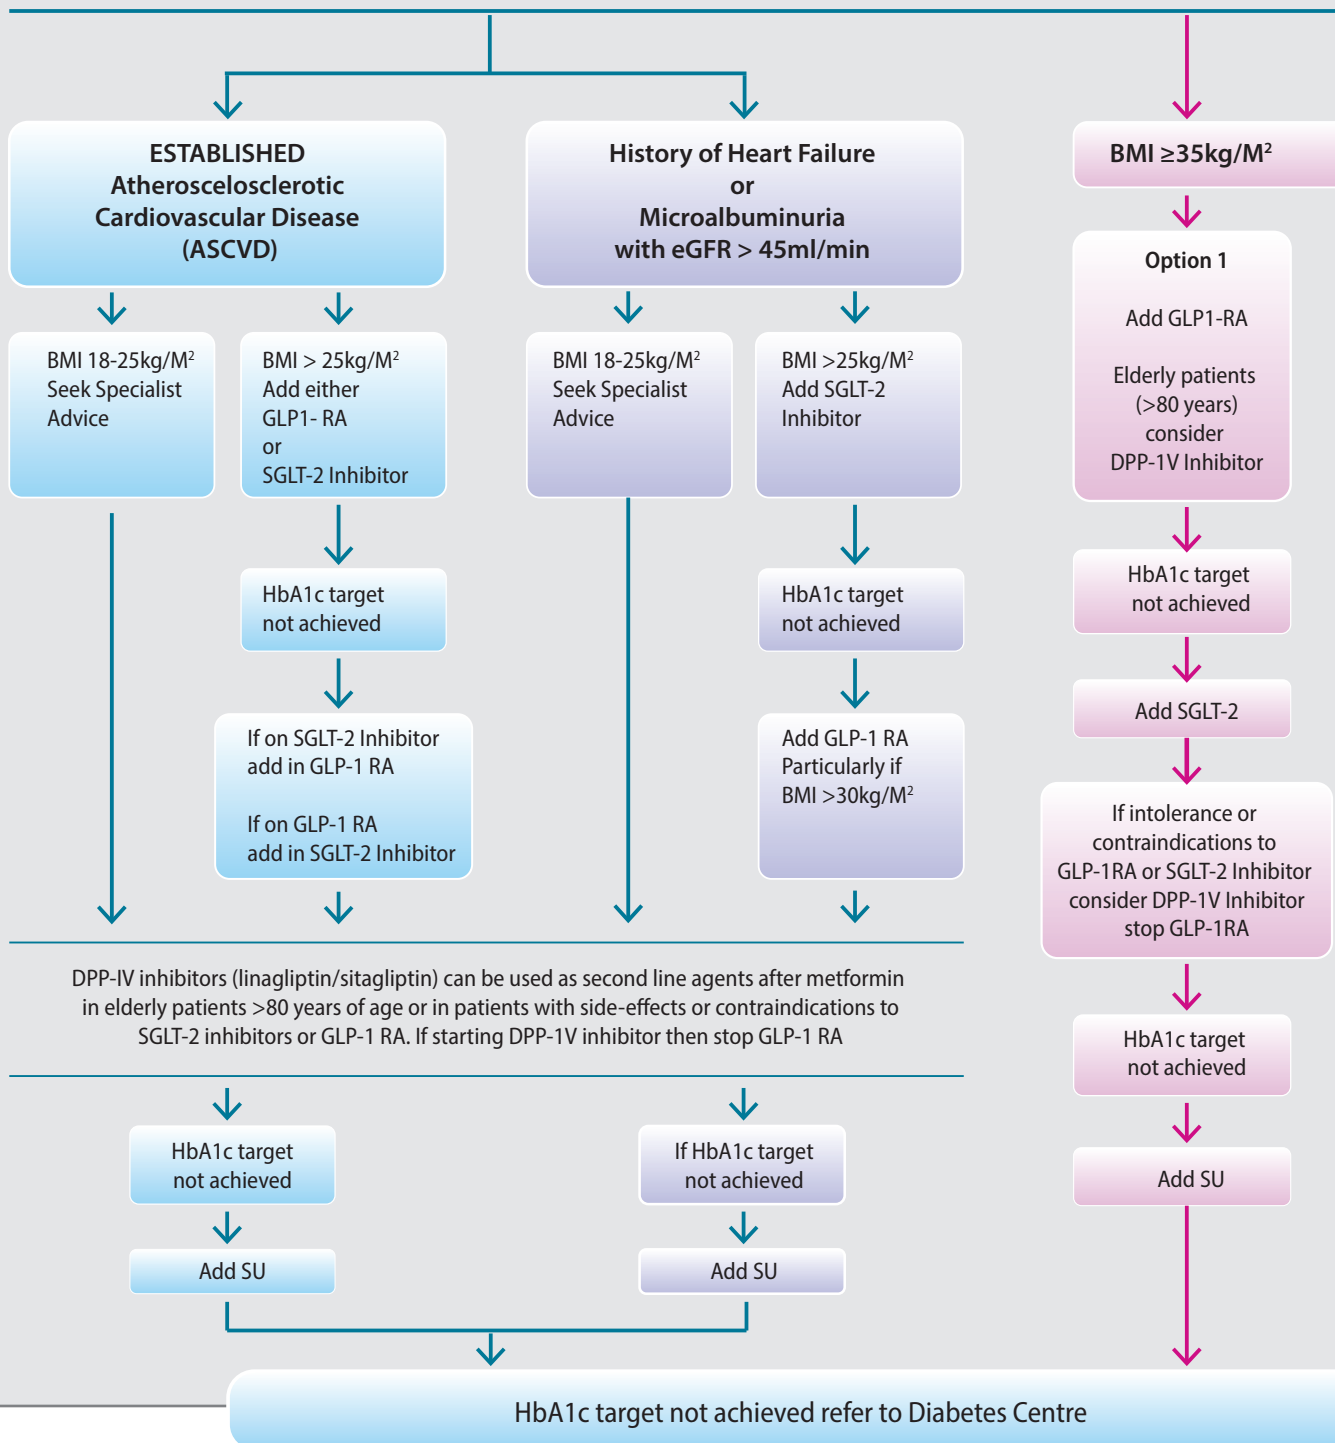 ESTABLISHED
Atheroscelosclerotic
Cardiovascular Disease
(ASCVD)
History of Heart Failure
or
Microalbuminuria
with eGFR > 45ml/min
BMI ≥35kg/M²
BMI 18-25kg/M²
Seek Specialist
Advice
BMI > 25kg/M²
Add either
GLP1- RA
or
SGLT-2 Inhibitor
BMI 18-25kg/M²
Seek Specialist
Advice
BMI >25kg/M²
Add SGLT-2
Inhibitor
Option 1
Add GLP1-RA
Elderly patients
(>80 years)
consider
DPP-1V Inhibitor
HbA1c target
not achieved
HbA1c target
not achieved
HbA1c target
not achieved
Add SGLT-2
If on SGLT-2 Inhibitor
add in GLP-1 RA
If on GLP-1 RA
add in SGLT-2 Inhibitor
Add GLP-1 RA
Particularly if
BMI >30kg/M²
If intolerance or
contraindications to
GLP-1RA or SGLT-2 Inhibitor
consider DPP-1V Inhibitor
stop GLP-1RA
DPP-IV inhibitors (linagliptin/sitagliptin) can be used as second line agents after metformin
in elderly patients >80 years of age or in patients with side-effects or contraindications to
SGLT-2 inhibitors or GLP-1 RA. If starting DPP-1V inhibitor then stop GLP-1 RA
HbA1c target
not achieved
HbA1c target
not achieved
If HbA1c target
not achieved
Add SU
Add SU
Add SU
HbA1c target not achieved refer to Diabetes Centre